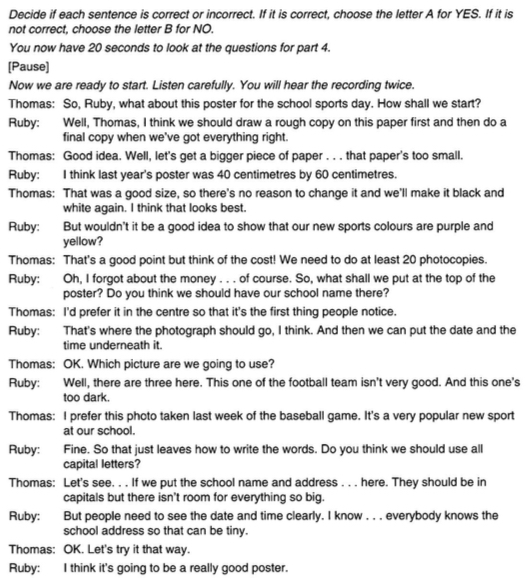 Decide if each sentence is correct or incorrect. If it is correct, choose the letter A for YES. If it is
not correct, choose the letter B for NO.
You now have 20 seconds to look at the questions for part 4.
[Pause]
Now we are ready to start. Listen carefully. You will hear the recording twice.
Thomas: So, Ruby, what about this poster for the school sports day. How shall we start?
Ruby: Well, Thomas, I think we should draw a rough copy on this paper first and then do a
final copy when we've got everything right.
Thomas: Good idea. Well, let's get a bigger piece of paper . . . that paper's too small.
Ruby: I think last year's poster was 40 centimetres by 60 centimetres.
Thomas: That was a good size, so there's no reason to change it and we'll make it black and
white again. I think that looks best.
Ruby: But wouldn't it be a good idea to show that our new sports colours are purple and
yellow?
Thomas: That's a good point but think of the cost! We need to do at least 20 photocopies.
Ruby: Oh, I forgot about the money . . . of course. So, what shall we put at the top of the
poster? Do you think we should have our school name there?
Thomas: I'd prefer it in the centre so that it's the first thing people notice.
Ruby: That's where the photograph should go, I think. And then we can put the date and the
time underneath it.
Thomas: OK. Which picture are we going to use?
Ruby: Well, there are three here. This one of the football team isn't very good. And this one's
too dark.
Thomas: I prefer this photo taken last week of the baseball game. It's a very popular new sport
at our school.
Ruby: Fine. So that just leaves how to write the words. Do you think we should use all
capital letters?
Thomas: Let's see. . . If we put the school name and address . . . here. They should be in
capitals but there isn't room for everything so big.
Ruby: But people need to see the date and time clearly. I know . . . everybody knows the
school address so that can be tiny.
Thomas: OK. Let's try it that way.
Ruby: I think it's going to be a really good poster.